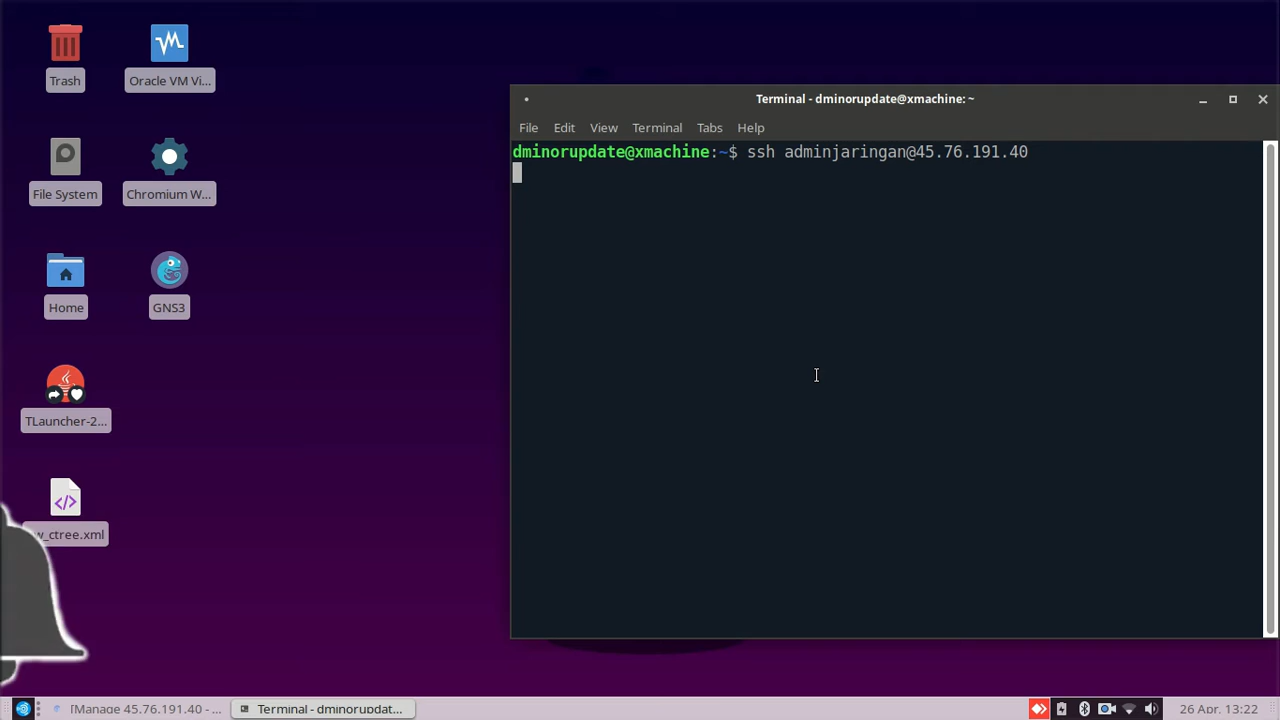 Trash
Oracle VM Vi...
File System
Chromium W...
Home
GNS3
TLauncher-2...
w_ctree.xml
Terminal - dminorupdate@xmachine: ~
File Edit View Terminal Tabs Help
dminorupdate@xmachine:~$ ssh adminjaringan@45.76.191.40
[Manage 45.76.191.40 - ...
Terminal - dminorupdat...
26 Apr, 13:22